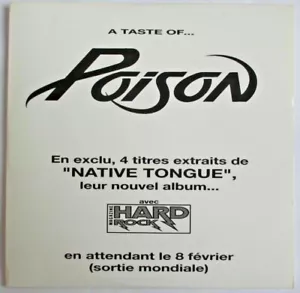 A TASTE OF...
POISON
En exclu, 4 titres extraits de
"NATIVE TONGUE",
leur nouvel album...
avec
MAGAZINE
HARD
ROCK
en attendant le 8 février
(sortie mondiale)